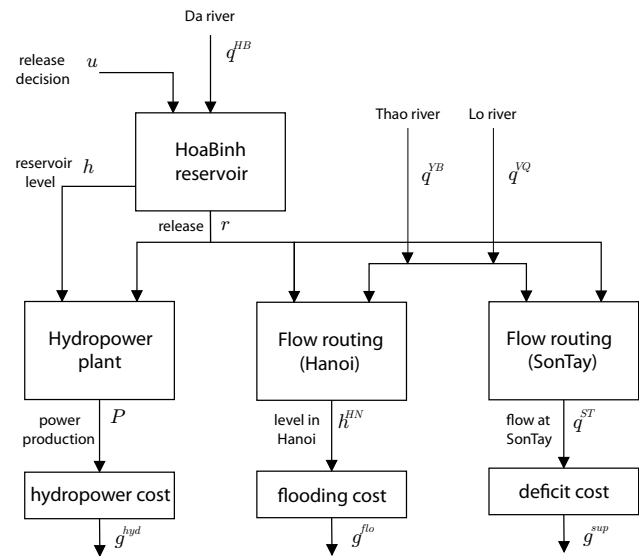 Da river
q^HB
release
decision
u
Thao river
Lo river
HoaBinh
reservoir
reservoir
level
h
q^YB
q^VQ
release
r
Hydropower
plant
Flow routing
(Hanoi)
Flow routing
(SonTay)
power
production
P
level in
Hanoi
h^HN
flow at
SonTay
q^ST
hydropower cost
flooding cost
deficit cost
g^hyd
g^flo
g^sup